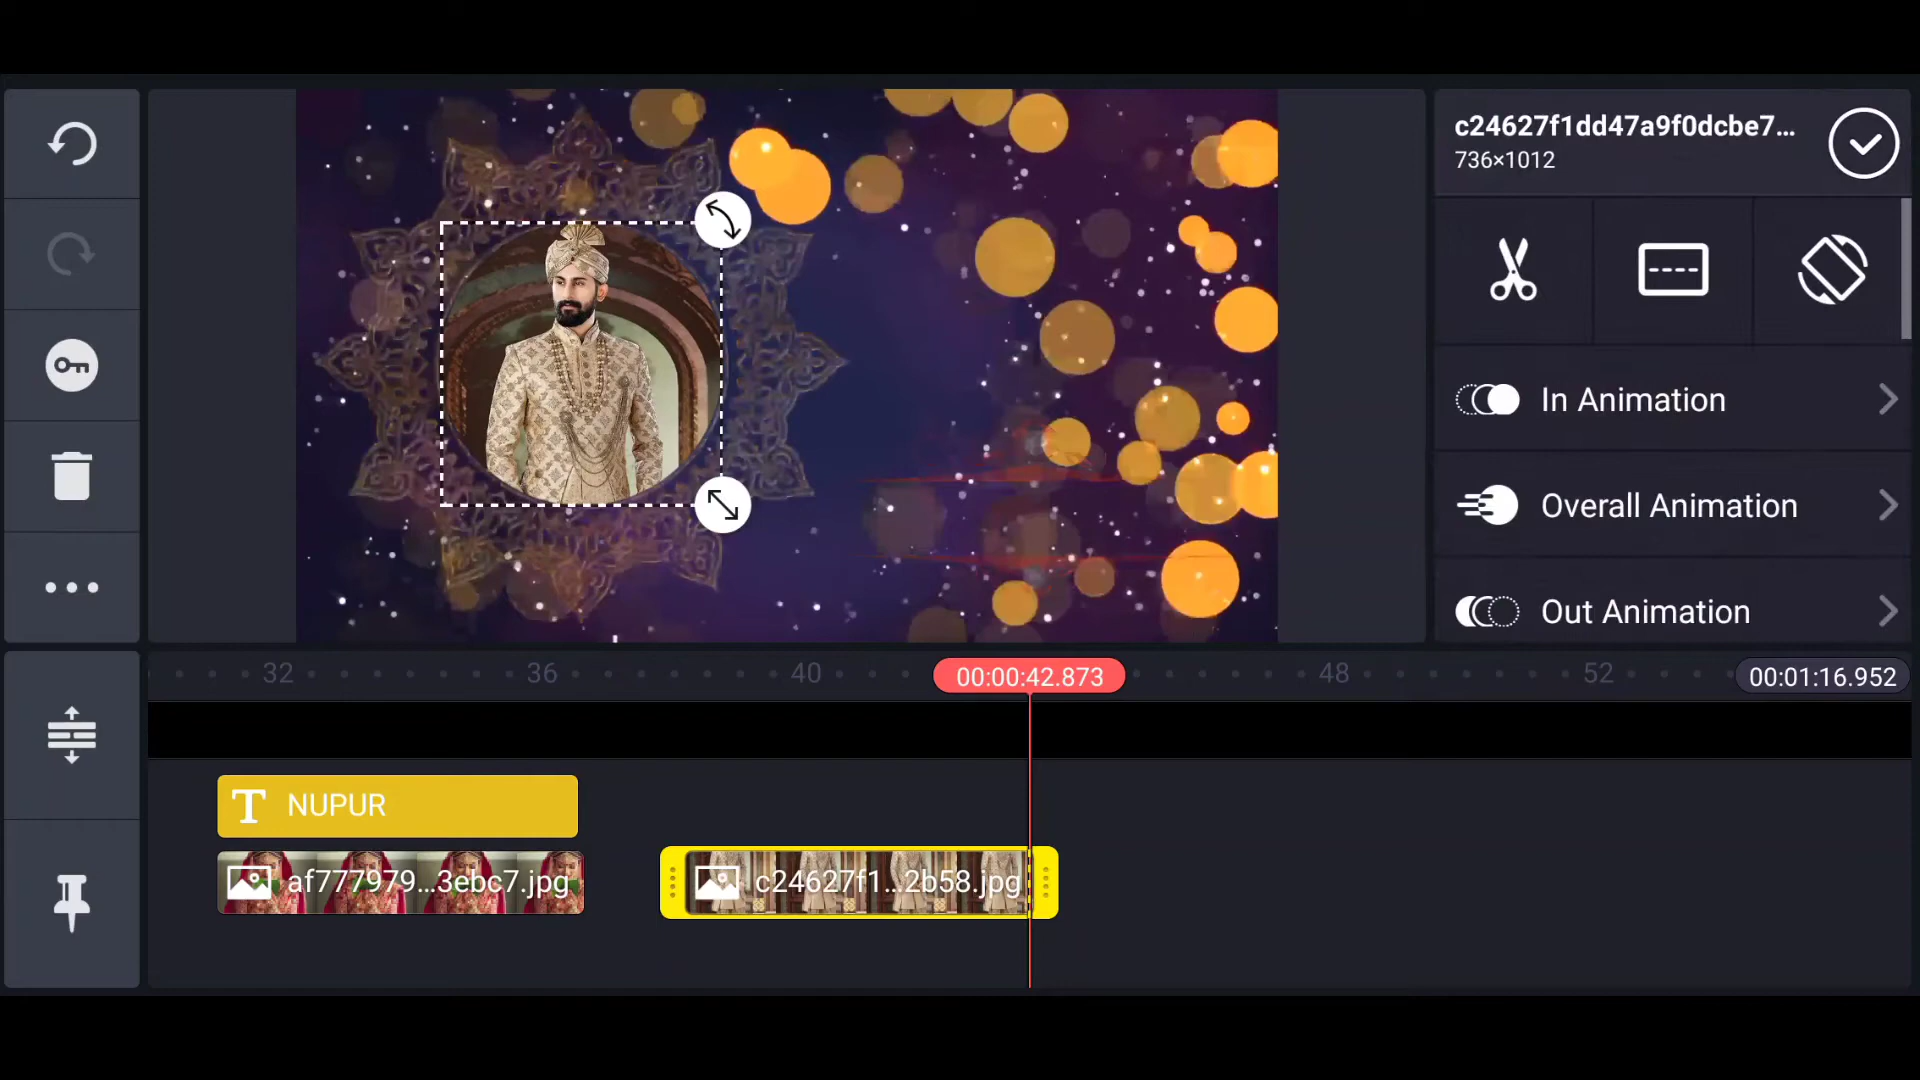 c24627f1dd47a9f0dcbe7...
736×1012
In Animation
Overall Animation
Out Animation
32
36
40
00:00:42.873
48
52
00:01:16.952
T NUPUR
af777979...3ebc7.jpg
c24627f1...2b58.jpg